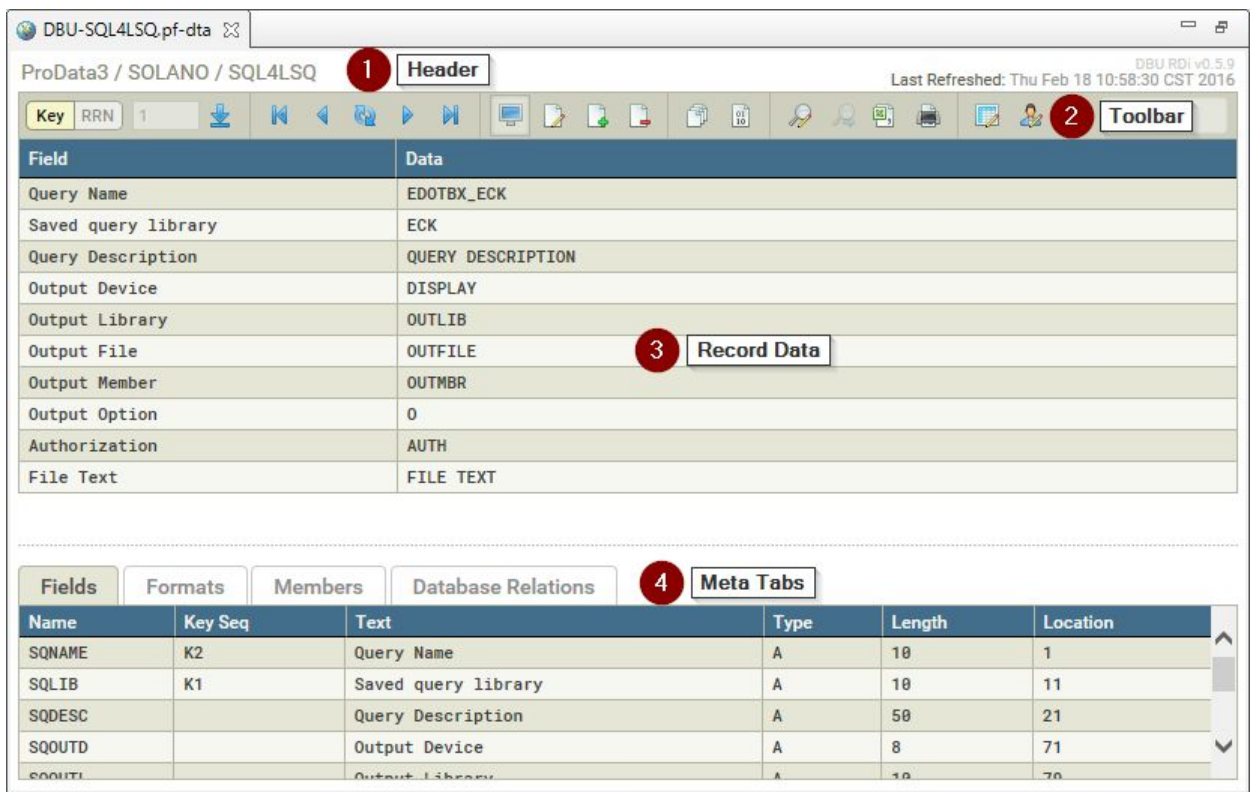 DBU-SQL4LSQ.pf-dta
ProData3 / SOLANO / SQL4LSQ 1 Header DBU RDi v0.5.9
Last Refreshed: Thu Feb 18 10:58:30 CST 2016
Key RRN 1 2 Toolbar
Field Data
Query Name EDOTBX_ECK
Saved query library ECK
Query Description QUERY DESCRIPTION
Output Device DISPLAY
Output Library OUTLIB
Output File OUTFILE 3 Record Data
Output Member OUTMBR
Output Option O
Authorization AUTH
File Text FILE TEXT
Fields Formats Members Database Relations 4 Meta Tabs
Name Key Seq Text Type Length Location
SQNAME K2 Query Name A 10 1
SQLIB K1 Saved query library A 10 11
SQDESC Query Description A 50 21
SQOUTD Output Device A 8 71
SQOUTL Output Library A 10 79